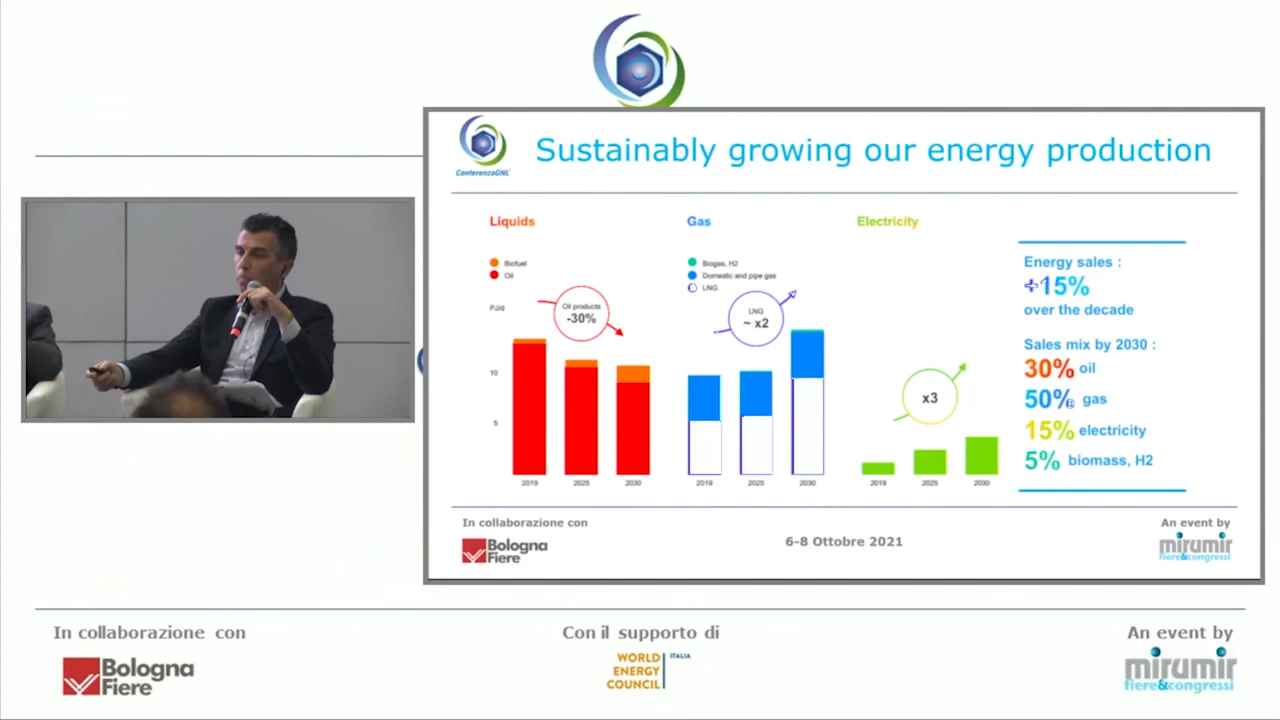 ConferenzaGNL
Sustainably growing our energy production
Liquids
Biofuel
Oil
PJ/d
Oil products
-30%
10
5
2019
2025
2030
Gas
Biogas, H2
Domestic and pipe gas
LNG
LNG
~ x2
2019
2025
2030
Electricity
x3
2019
2025
2030
Energy sales :
+15%
over the decade
Sales mix by 2030 :
30% oil
50% gas
15% electricity
5% biomass, H2
In collaborazione con
Bologna
Fiere
6-8 Ottobre 2021
An event by
mirumir
fiere&congressi
In collaborazione con
Bologna
Fiere
Con il supporto di
WORLD
ENERGY
COUNCIL
ITALIA
An event by
mirumir
fiere&congressi